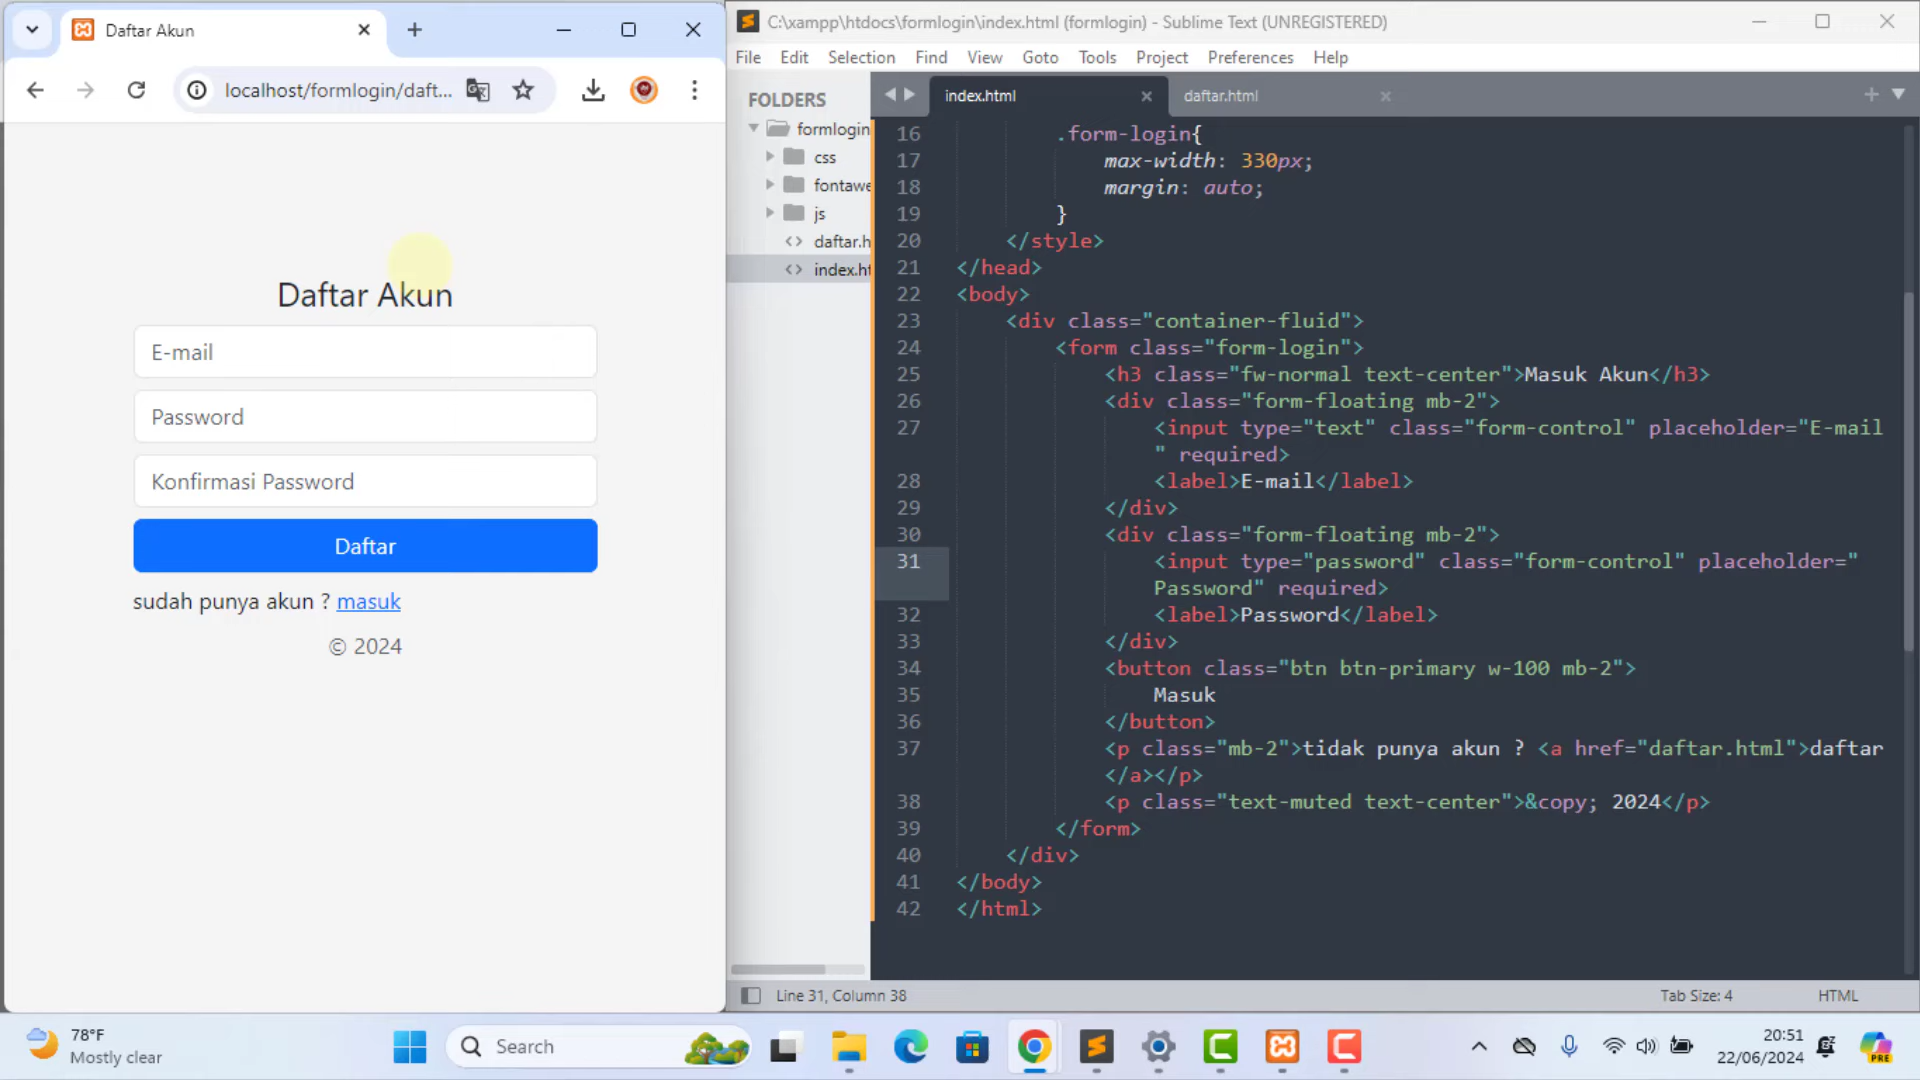 Daftar Akun
localhost/formlogin/daft...
Daftar Akun
E-mail
Password
Konfirmasi Password
Daftar
sudah punya akun ? masuk
© 2024
C:\xampp\htdocs\formlogin\index.html (formlogin) - Sublime Text (UNREGISTERED)
File Edit Selection Find View Goto Tools Project Preferences Help
FOLDERS
formlogin
css
fontawe
js
daftar.h
index.ht
index.html
daftar.html
16 .form-login{
17 max-width: 330px;
18 margin: auto;
19 }
20 </style>
21 </head>
22 <body>
23 <div class="container-fluid">
24 <form class="form-login">
25 <h3 class="fw-normal text-center">Masuk Akun</h3>
26 <div class="form-floating mb-2">
27 <input type="text" class="form-control" placeholder="E-mail
" required>
28 <label>E-mail</label>
29 </div>
30 <div class="form-floating mb-2">
31 <input type="password" class="form-control" placeholder="
Password" required>
32 <label>Password</label>
33 </div>
34 <button class="btn btn-primary w-100 mb-2">
35 Masuk
36 </button>
37 <p class="mb-2">tidak punya akun ? <a href="daftar.html">daftar
</a></p>
38 <p class="text-muted text-center">&copy; 2024</p>
39 </form>
40 </div>
41 </body>
42 </html>
Line 31, Column 38
Tab Size: 4
HTML
78°F
Mostly clear
Search
20:51
22/06/2024
PRE